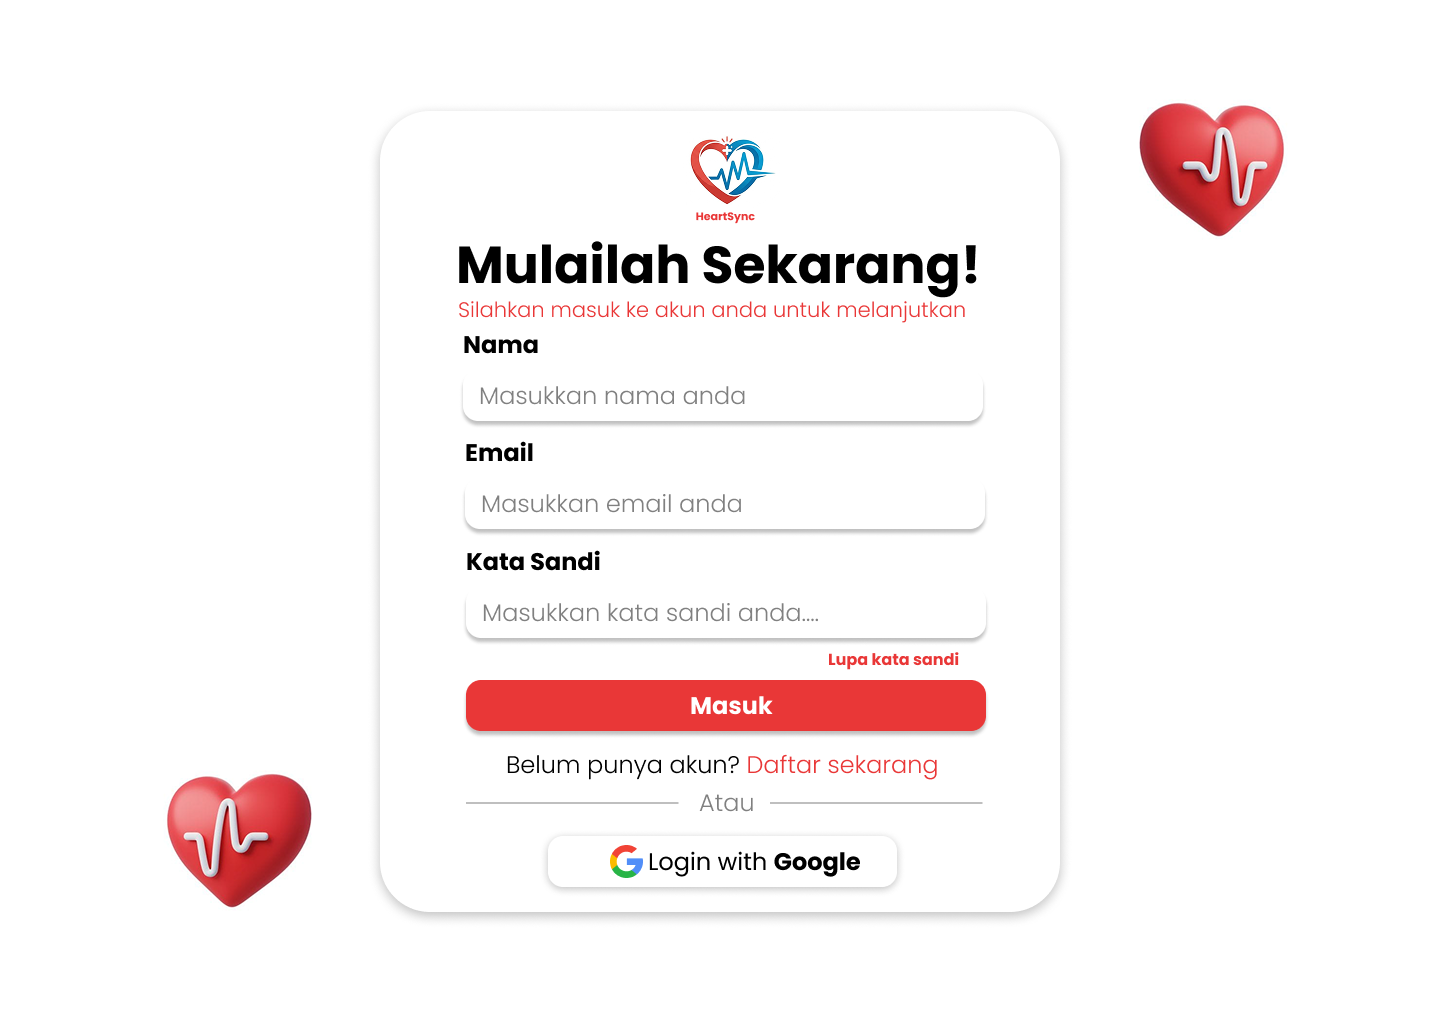 HeartSync
Mulailah Sekarang!
Silahkan masuk ke akun anda untuk melanjutkan
Nama
Masukkan nama anda
Email
Masukkan email anda
Kata Sandi
Masukkan kata sandi anda....
Lupa kata sandi
Masuk
Belum punya akun? Daftar sekarang
Atau
Login with Google